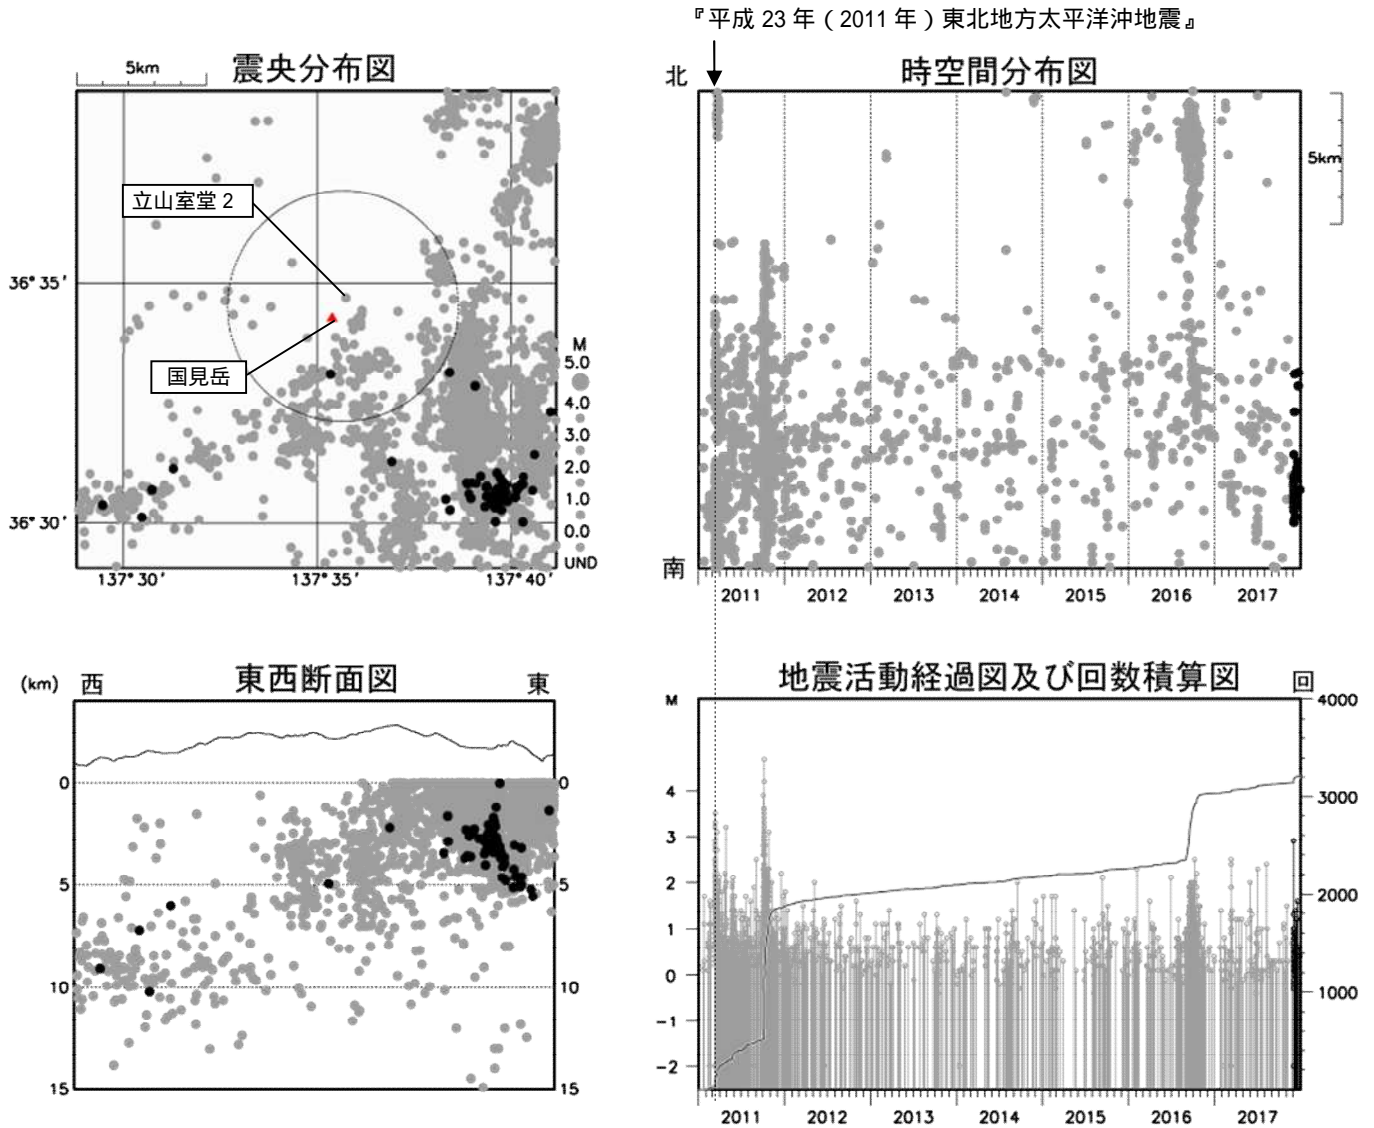 『平成 23 年（2011 年）東北地方太平洋沖地震』
5km
震央分布図
立山室堂 2
国見岳
36°35′
36°30′
137°30′
137°35′
137°40′
M
5.0
4.0
3.0
2.0
1.0
0.0
UND
北
時空間分布図
5km
南
2011
2012
2013
2014
2015
2016
2017
(km)
西
東西断面図
東
0
5
10
15
0
5
10
15
地震活動経過図及び回数積算図
M
回
4
3
2
1
0
-1
-2
4000
3000
2000
1000
2011
2012
2013
2014
2015
2016
2017